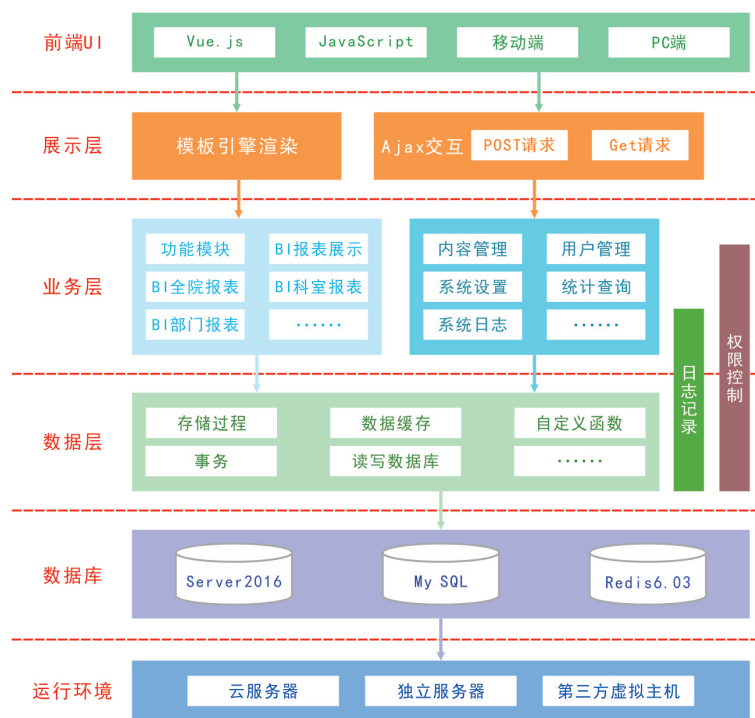 前端UI
Vue.js
JavaScript
移动端
PC端
展示层
模板引擎渲染
Ajax交互
POST请求
Get请求
业务层
功能模块
BI报表展示
BI全院报表
BI科室报表
BI部门报表
······
内容管理
用户管理
系统设置
统计查询
系统日志
······
日志记录
权限控制
数据层
存储过程
数据缓存
自定义函数
事务
读写数据库
······
数据库
Server2016
My SQL
Redis6.03
运行环境
云服务器
独立服务器
第三方虚拟主机